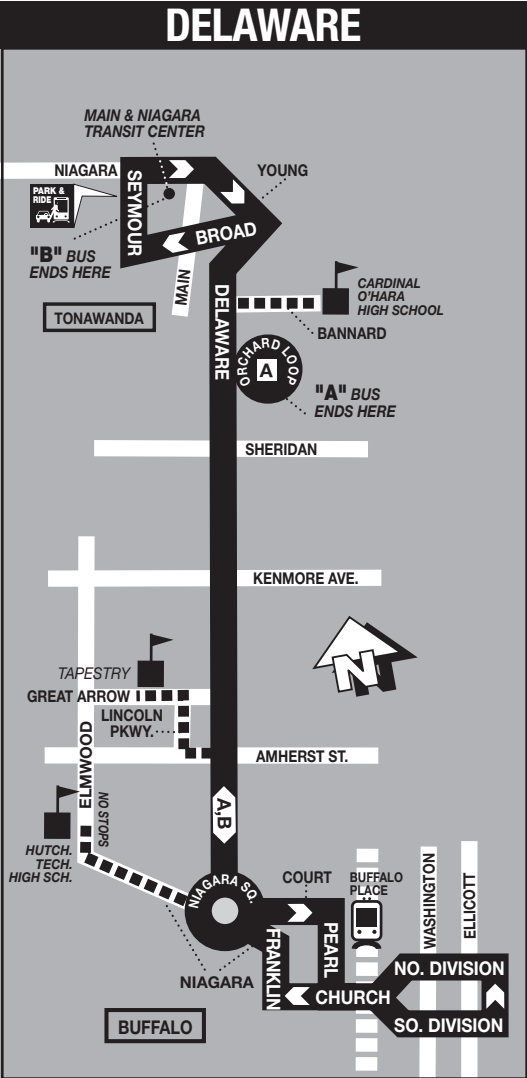 DELAWARE
MAIN & NIAGARA
TRANSIT CENTER
NIAGARA
YOUNG
PARK &
RIDE
SEYMOUR
BROAD
"B" BUS
ENDS HERE
MAIN
DELAWARE
CARDINAL
O'HARA
HIGH SCHOOL
TONAWANDA
BANNARD
ORCHARD LOOP
A
"A" BUS
ENDS HERE
SHERIDAN
KENMORE AVE.
N
TAPESTRY
GREAT ARROW
LINCOLN
PKWY.
ELMWOOD
AMHERST ST.
NO STOPS
A,B
HUTCH.
TECH.
HIGH SCH.
NIAGARA SQ.
COURT
BUFFALO
PLACE
WASHINGTON
ELLICOTT
FRANKLIN
PEARL
NIAGARA
NO. DIVISION
CHURCH
SO. DIVISION
BUFFALO